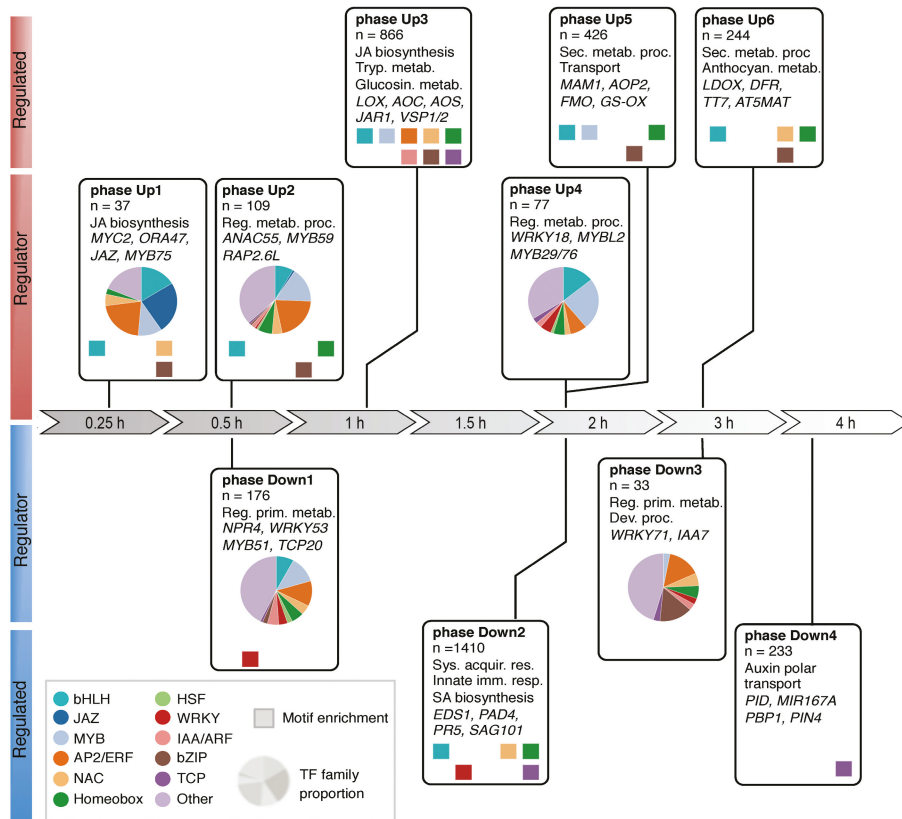 Regulated
Regulator
Regulator
Regulated
phase Up3
n = 866
JA biosynthesis
Tryp. metab.
Glucosin. metab.
LOX, AOC, AOS,
JAR1, VSP1/2
phase Up5
n = 426
Sec. metab. proc.
Transport
MAM1, AOP2,
FMO, GS-OX
phase Up6
n = 244
Sec. metab. proc
Anthocyan. metab.
LDOX, DFR,
TT7, AT5MAT
phase Up1
n = 37
JA biosynthesis
MYC2, ORA47,
JAZ, MYB75
phase Up2
n = 109
Reg. metab. proc.
ANAC55, MYB59
RAP2.6L
phase Up4
n = 77
Reg. metab. proc.
WRKY18, MYBL2
MYB29/76
0.25 h
0.5 h
1 h
1.5 h
2 h
3 h
4 h
phase Down1
n = 176
Reg. prim. metab.
NPR4, WRKY53
MYB51, TCP20
phase Down3
n = 33
Reg. prim. metab.
Dev. proc.
WRKY71, IAA7
phase Down2
n =1410
Sys. acquir. res.
Innate imm. resp.
SA biosynthesis
EDS1, PAD4,
PR5, SAG101
phase Down4
n = 233
Auxin polar
transport
PID, MIR167A
PBP1, PIN4
bHLH
JAZ
MYB
AP2/ERF
NAC
Homeobox
HSF
WRKY
IAA/ARF
bZIP
TCP
Other
Motif enrichment
TF family
proportion